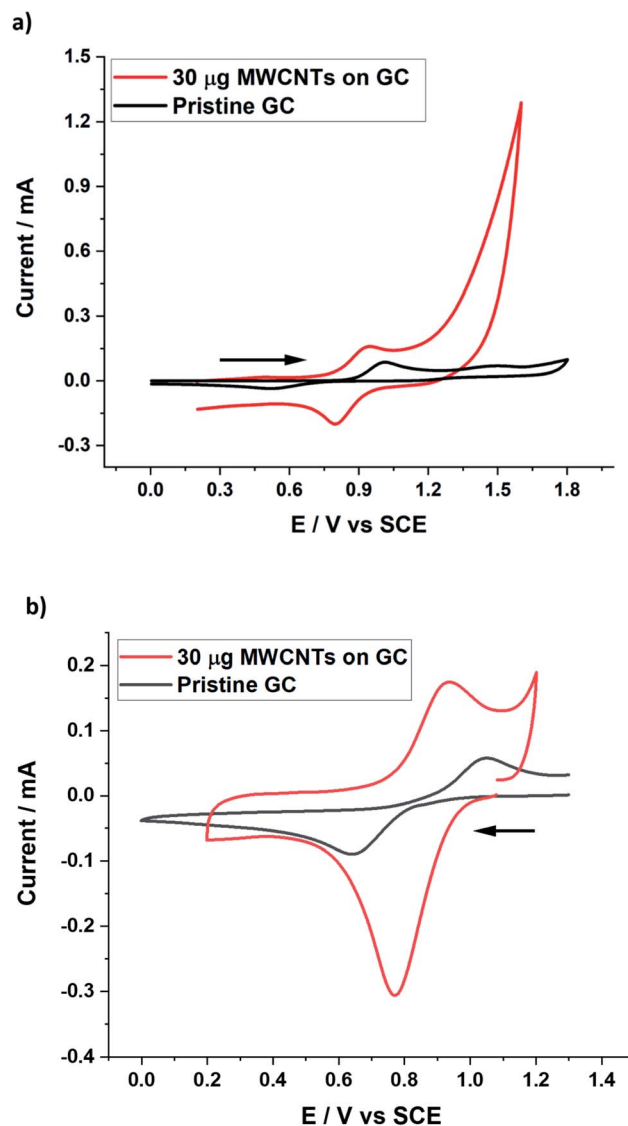 a)
1.5
1.2
0.9
0.6
0.3
0.0
-0.3
Current / mA
30 μg MWCNTs on GC
Pristine GC
0.0 0.3 0.6 0.9 1.2 1.5 1.8
E / V vs SCE
b)
0.2
0.1
0.0
-0.1
-0.2
-0.3
-0.4
Current / mA
30 μg MWCNTs on GC
Pristine GC
0.0 0.2 0.4 0.6 0.8 1.0 1.2 1.4
E / V vs SCE